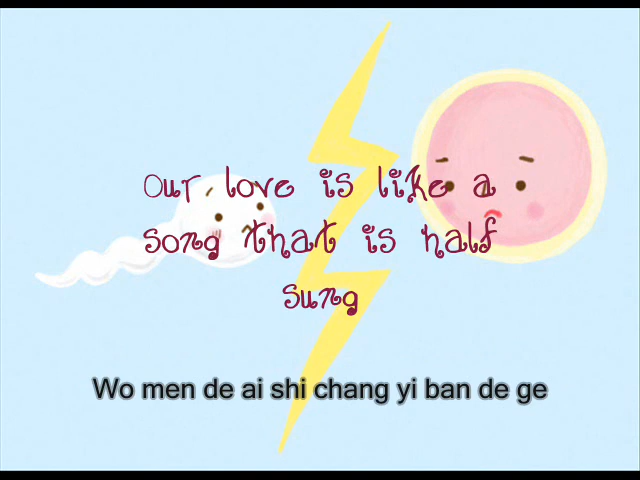 Our love is like a
song that is half
sung
Wo men de ai shi chang yi ban de ge